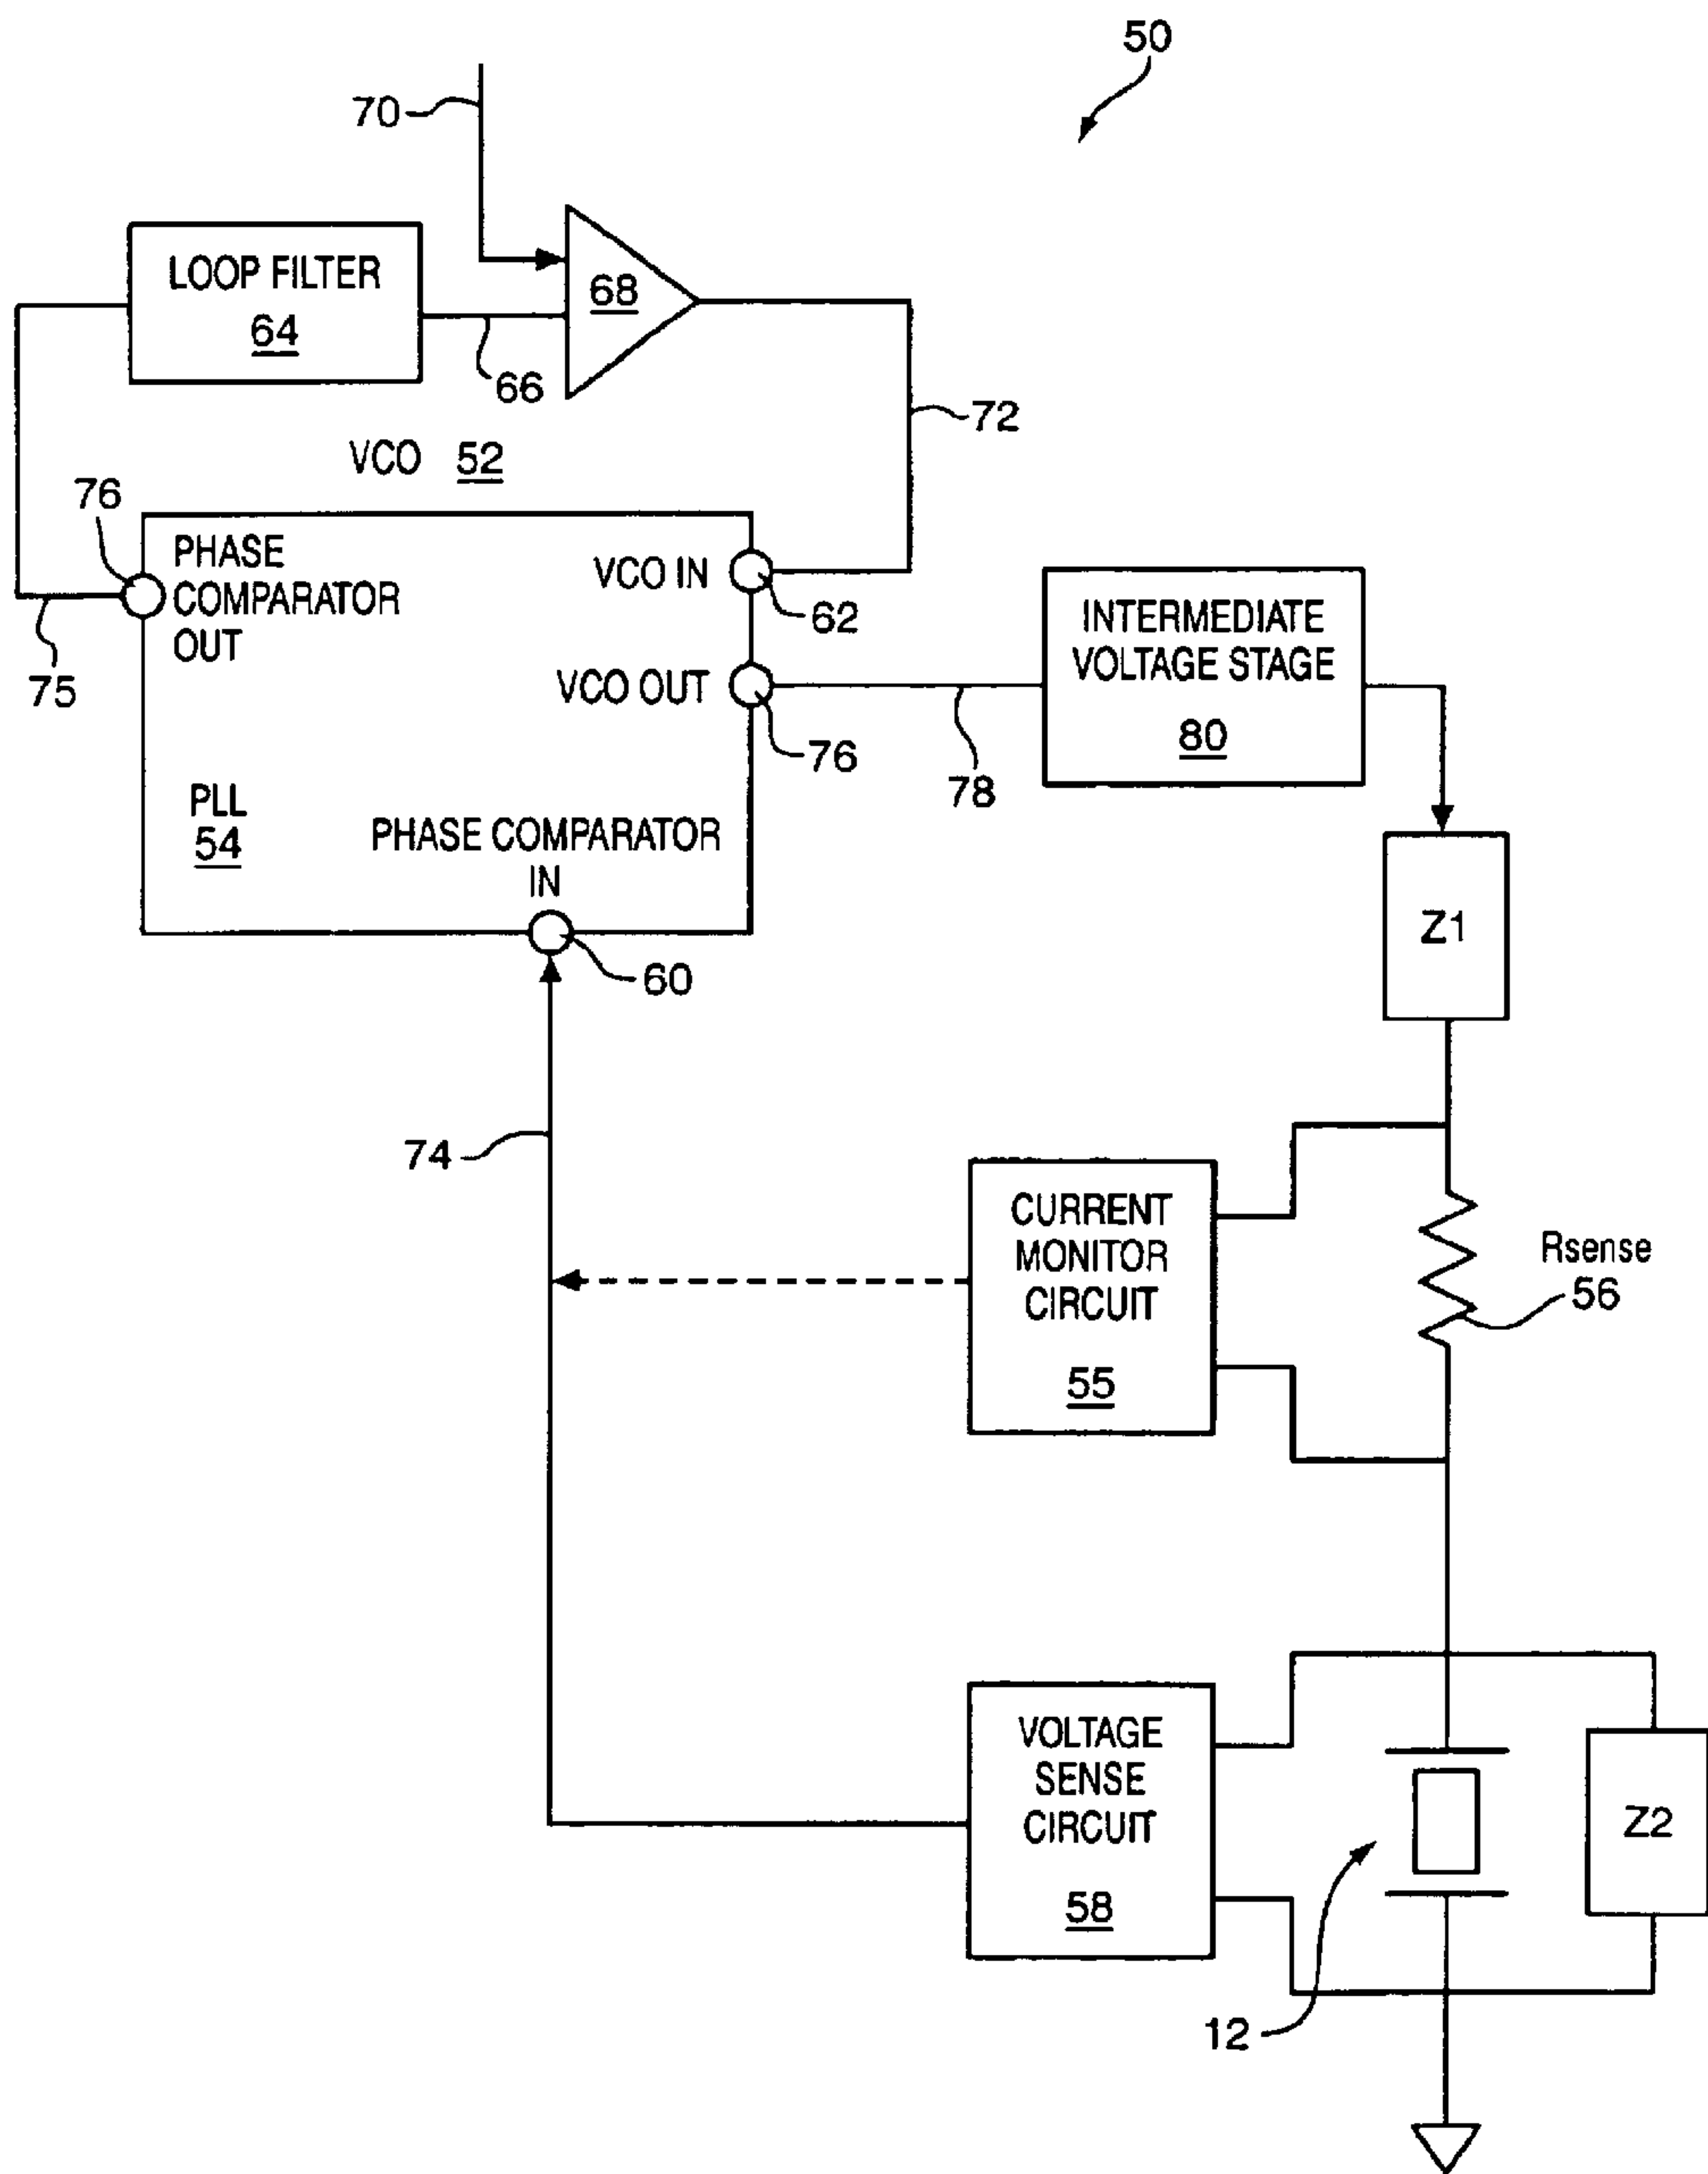 50
70
LOOP FILTER
64
68
66
72
VCO 52
76
PHASE
COMPARATOR
OUT
VCO IN
62
75
VCO OUT
76
78
INTERMEDIATE
VOLTAGE STAGE
80
PLL
54
PHASE COMPARATOR
IN
60
Z1
74
CURRENT
MONITOR
CIRCUIT
55
Rsense
56
VOLTAGE
SENSE
CIRCUIT
58
Z2
12